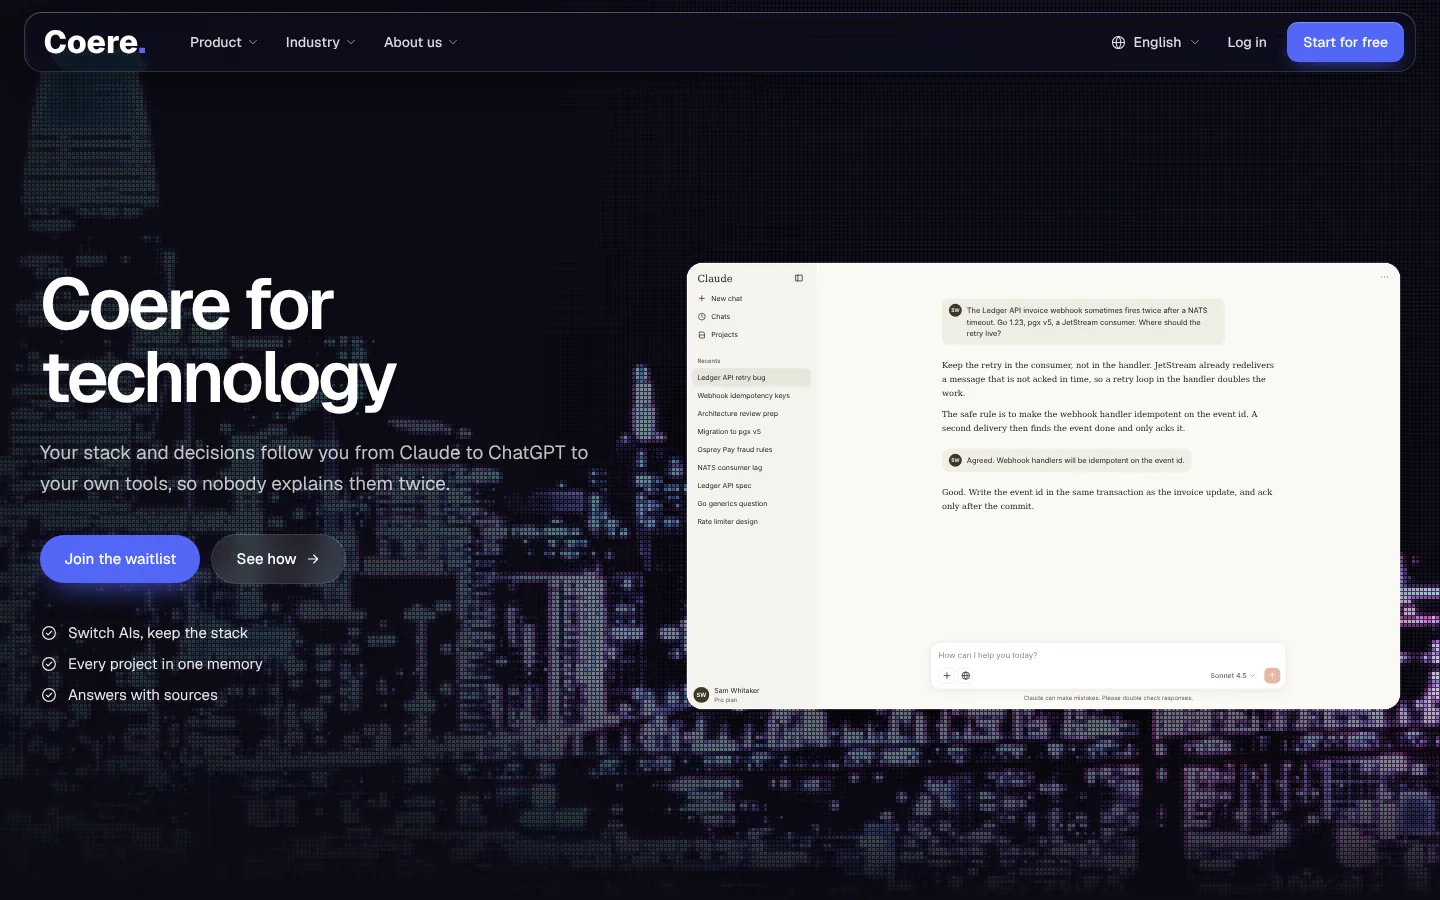 Coere.
Product
Industry
About us
English
Log in
Start for free
Coere for
technology
Your stack and decisions follow you from Claude to ChatGPT to
your own tools, so nobody explains them twice.
Join the waitlist
See how
Switch AIs, keep the stack
Every project in one memory
Answers with sources
Claude
New chat
Chats
Projects
Recents
Ledger API retry bug
Webhook idempotency keys
Architecture review prep
Migration to pgx v5
Osprey Pay fraud rules
NATS consumer lag
Ledger API spec
Go generics question
Rate limiter design
SW
Sam Whitaker
Pro plan
SW
The Ledger API invoice webhook sometimes fires twice after a NATS
timeout. Go 1.23, pgx v5, a JetStream consumer. Where should the
retry live?
Keep the retry in the consumer, not in the handler. JetStream already redelivers
a message that is not acked in time, so a retry loop in the handler doubles the
work.
The safe rule is to make the webhook handler idempotent on the event id. A
second delivery then finds the event done and only acks it.
SW
Agreed. Webhook handlers will be idempotent on the event id.
Good. Write the event id in the same transaction as the invoice update, and ack
only after the commit.
How can I help you today?
Sonnet 4.5
Claude can make mistakes. Please double check responses.